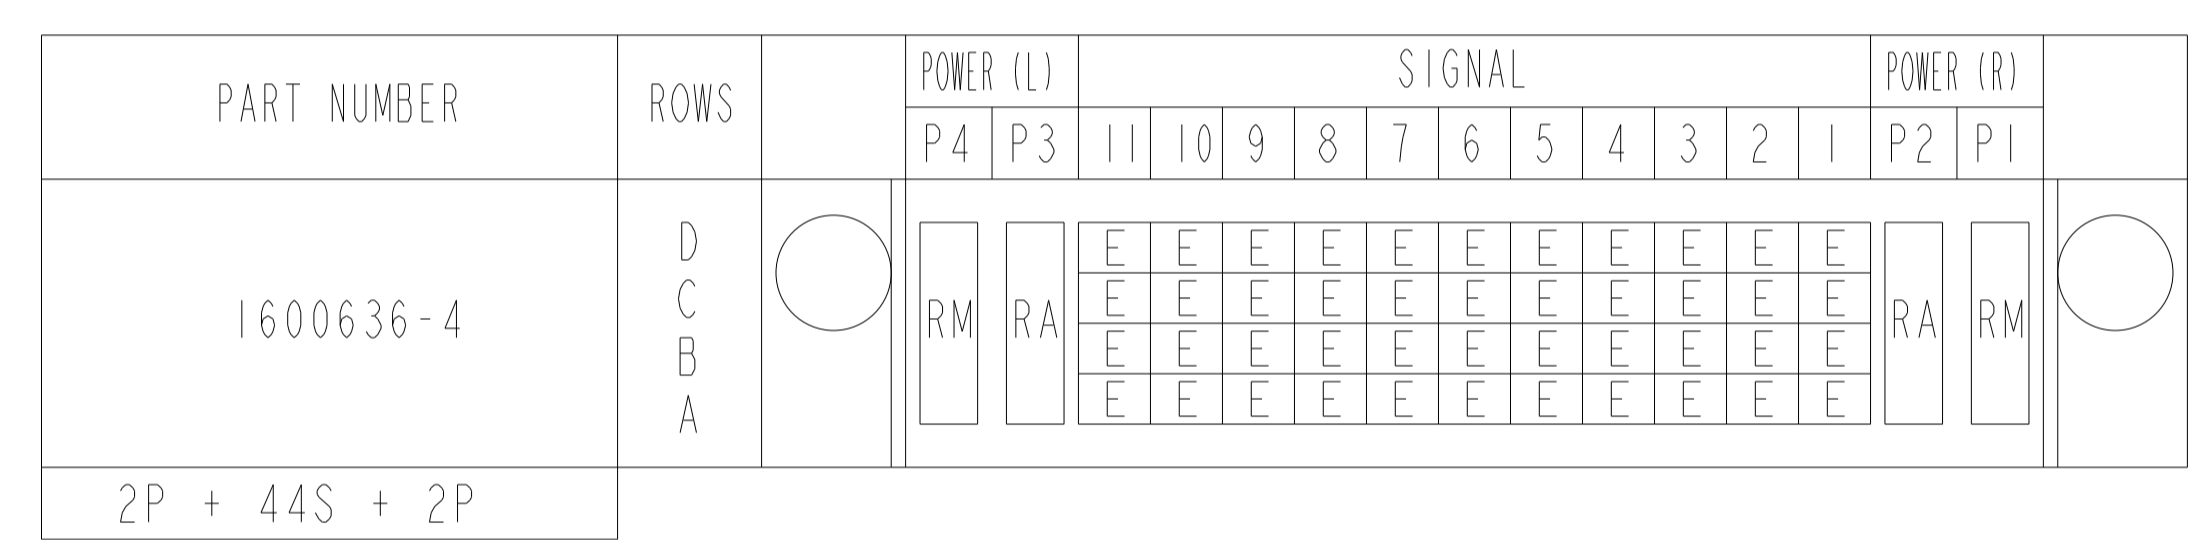 PART NUMBER ROWS POWER (L) SIGNAL POWER (R)
P4 P3 11 10 9 8 7 6 5 4 3 2 1 P2 P1
1600636-4
D E E E E E E E E E E E
C E E E E E E E E E E E
RM RA RA RM
B E E E E E E E E E E E
A E E E E E E E E E E E
2P + 44S + 2P